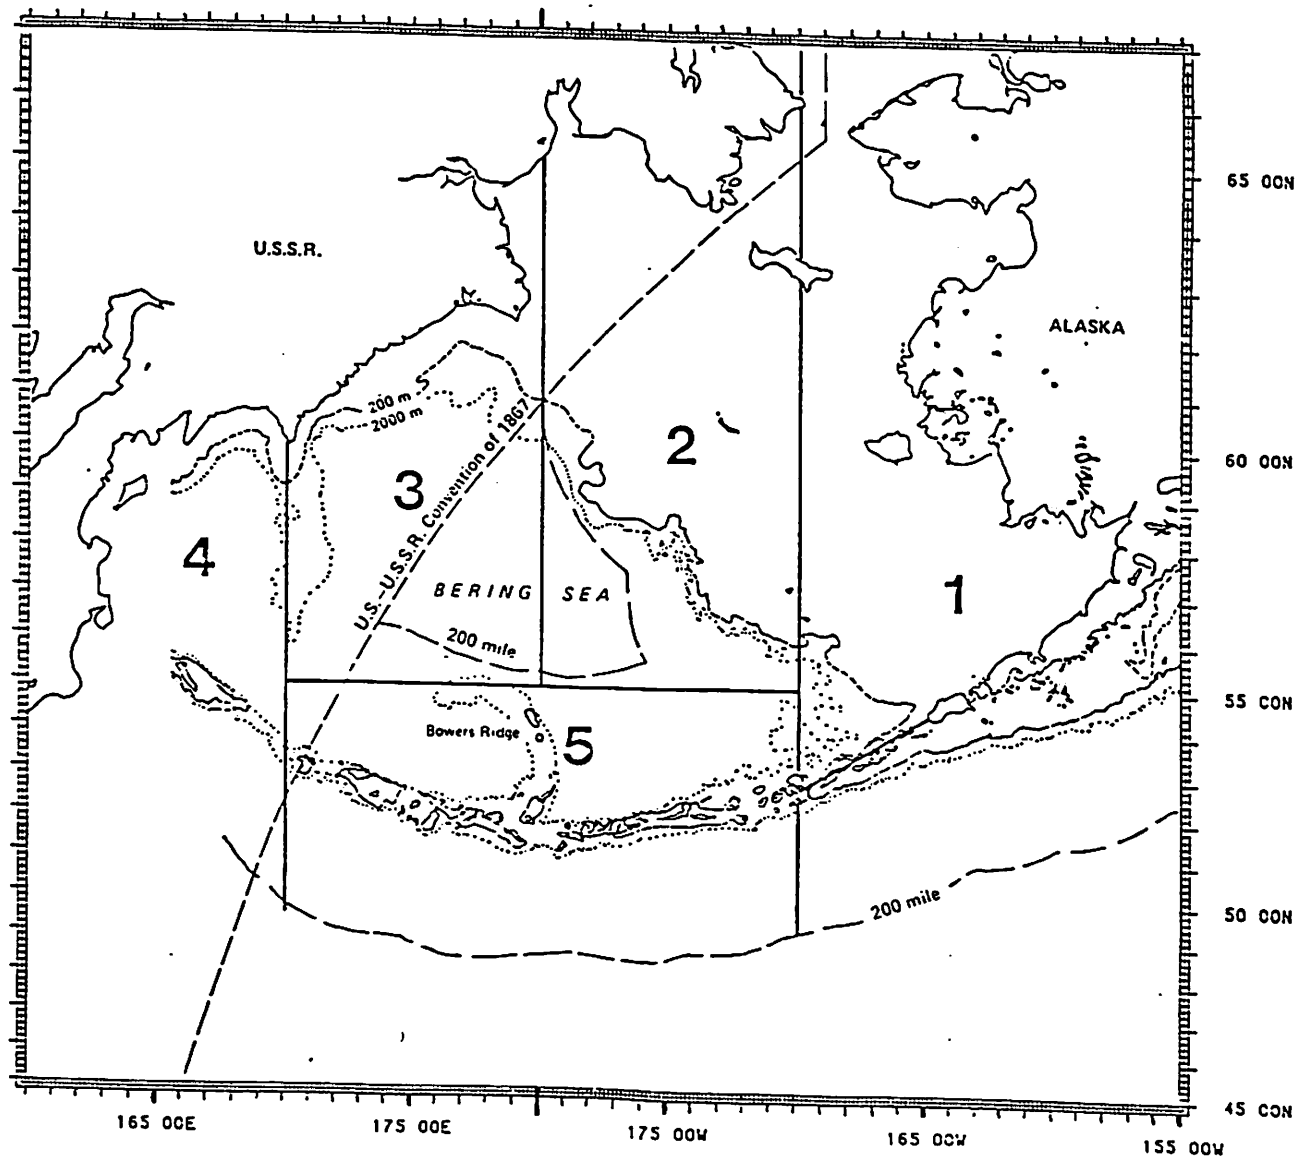 65 00N
U.S.S.R.
ALASKA
200 m
2000 m
2
60 00N
3
U.S.-U.S.S.R. Convention of 1867
4
BERING SEA
1
200 mile
55 00N
Bowers Ridge
5
200 mile
50 00N
45 00N
165 00E
175 00E
175 00W
165 00W
155 00W